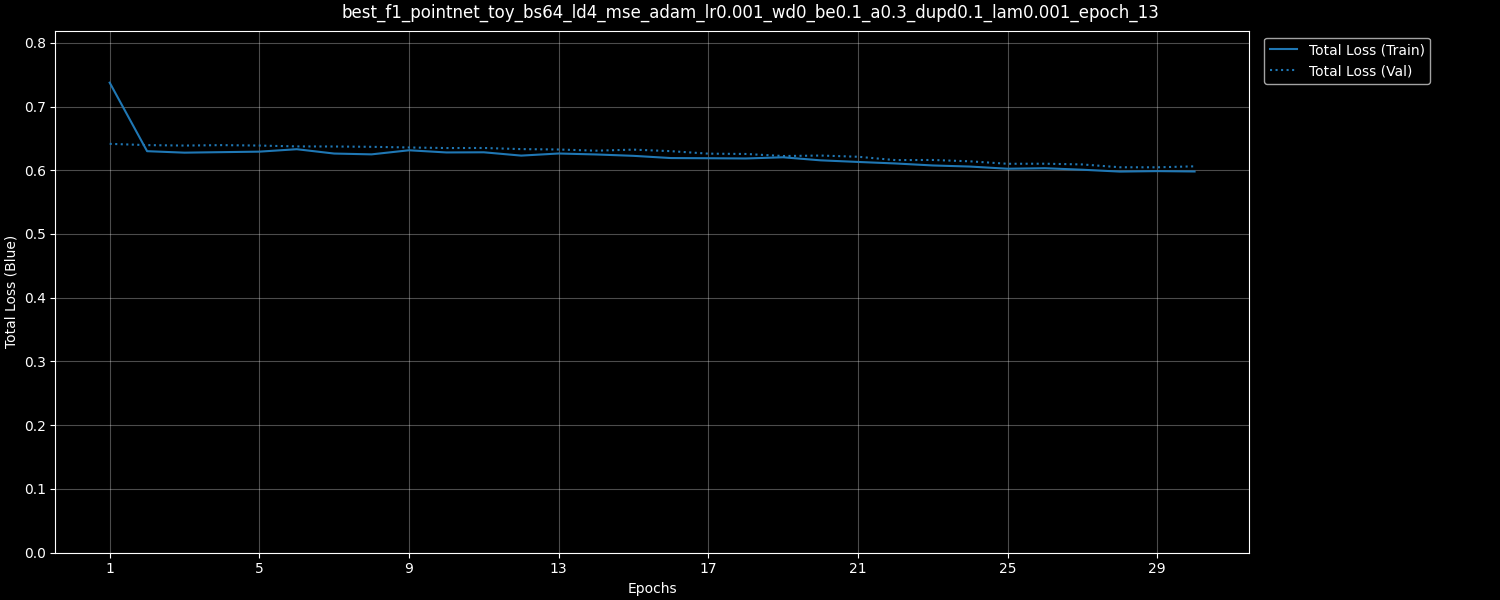 best_f1_pointnet_toy_bs64_ld4_mse_adam_lr0.001_wd0_be0.1_a0.3_dupd0.1_lam0.001_epoch_13
Total Loss (Train)
Total Loss (Val)
Total Loss (Blue)
0.8
0.7
0.6
0.5
0.4
0.3
0.2
0.1
0.0
1 5 9 13 17 21 25 29
Epochs